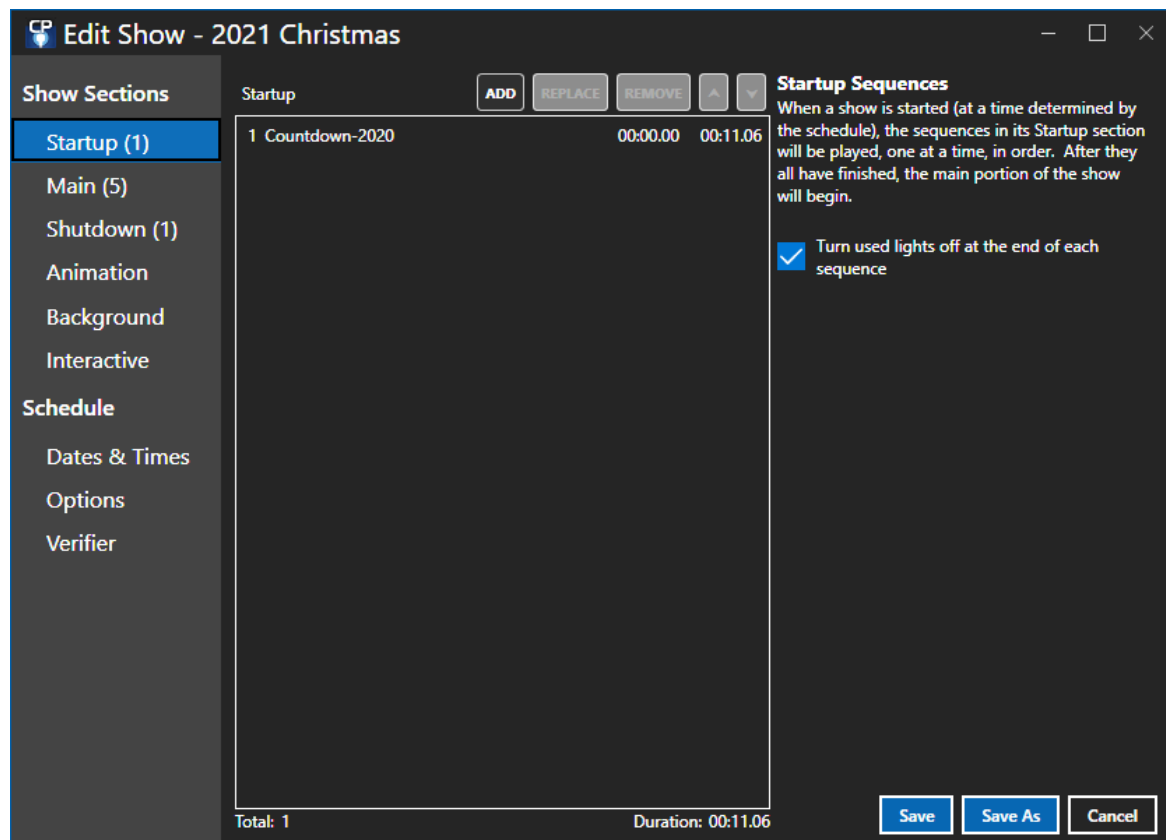 CP Edit Show - 2021 Christmas
Show Sections
Startup (1)
Main (5)
Shutdown (1)
Animation
Background
Interactive
Schedule
Dates & Times
Options
Verifier
Startup ADD REPLACE REMOVE
1 Countdown-2020 00:00.00 00:11.06
Total: 1 Duration: 00:11.06
Startup Sequences
When a show is started (at a time determined by
the schedule), the sequences in its Startup section
will be played, one at a time, in order. After they
all have finished, the main portion of the show
will begin.
Turn used lights off at the end of each
sequence
Save Save As Cancel